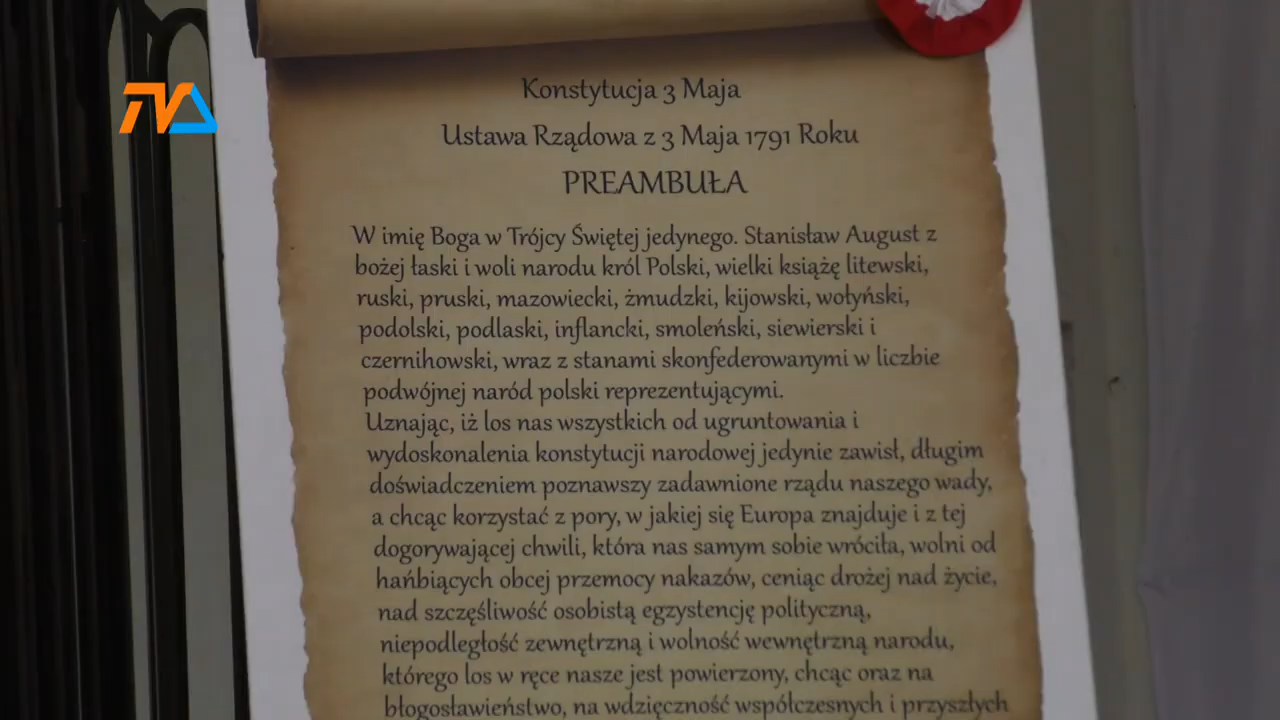 TVA
Konstytucja 3 Maja
Ustawa Rządowa z 3 Maja 1791 Roku
PREAMBUŁA
W imię Boga w Trójcy Świętej jedynego. Stanisław August z
bożej łaski i woli narodu król Polski, wielki książę litewski,
ruski, pruski, mazowiecki, żmudzki, kijowski, wołyński,
podolski, podlaski, inflancki, smoleński, siewierski i
czernihowski, wraz z stanami skonfederowanymi w liczbie
podwójnej naród polski reprezentującymi.
Uznając, iż los nas wszystkich od ugruntowania i
wydoskonalenia konstytucji narodowej jedynie zawisł, długim
doświadczeniem poznawszy zadawnione rządu naszego wady,
a chcąc korzystać z pory, w jakiej się Europa znajduje i z tej
dogorywającej chwili, która nas samym sobie wróciła, wolni od
hańbiących obcej przemocy nakazów, ceniąc drożej nad życie,
nad szczęśliwość osobistą egzystencję polityczną,
niepodległość zewnętrzną i wolność wewnętrzną narodu,
którego los w ręce nasze jest powierzony, chcąc oraz na
błogosławieństwo, na wdzięczność współczesnych i przyszłych